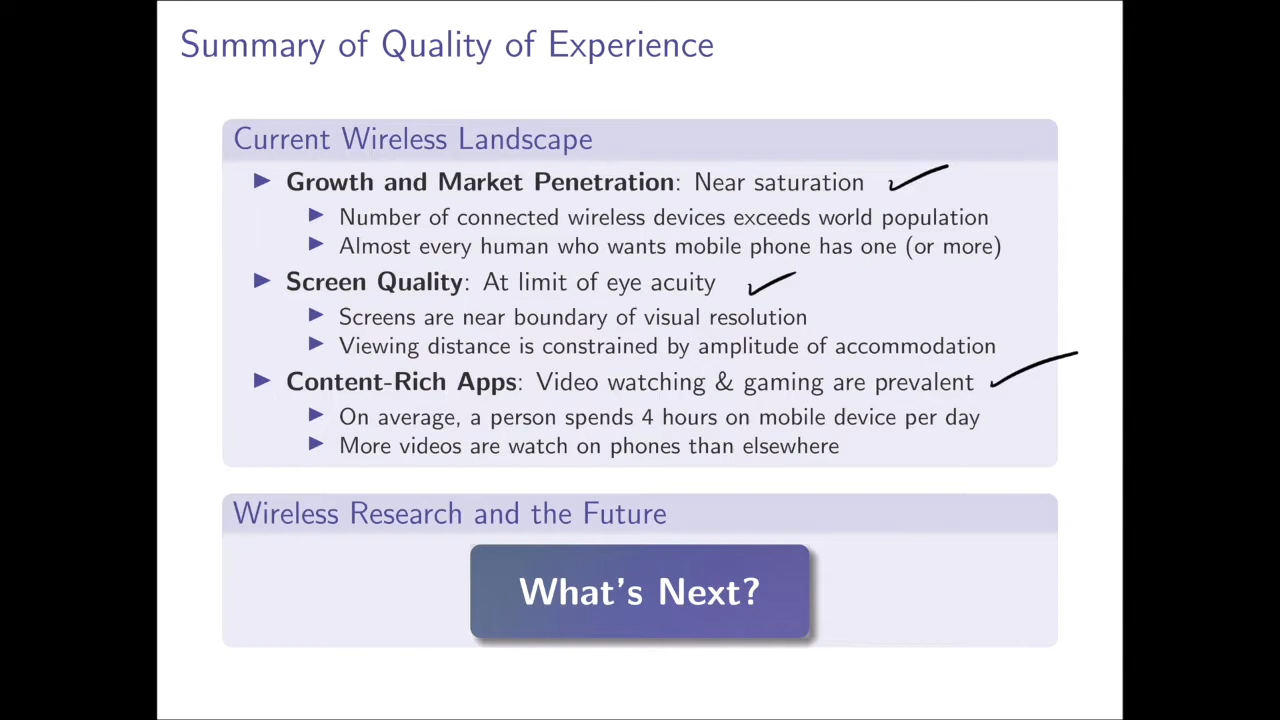 Summary of Quality of Experience
Current Wireless Landscape
Growth and Market Penetration: Near saturation
Number of connected wireless devices exceeds world population
Almost every human who wants mobile phone has one (or more)
Screen Quality: At limit of eye acuity
Screens are near boundary of visual resolution
Viewing distance is constrained by amplitude of accommodation
Content-Rich Apps: Video watching & gaming are prevalent
On average, a person spends 4 hours on mobile device per day
More videos are watch on phones than elsewhere
Wireless Research and the Future
What's Next?